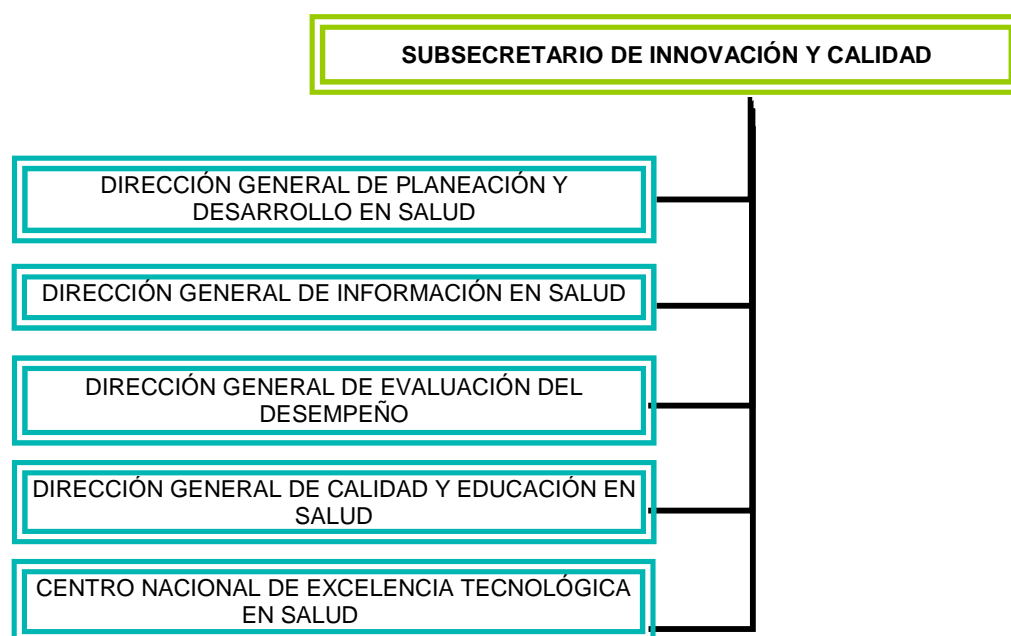 SUBSECRETARIO DE INNOVACIÓN Y CALIDAD
DIRECCIÓN GENERAL DE PLANEACIÓN Y
DESARROLLO EN SALUD
DIRECCIÓN GENERAL DE INFORMACIÓN EN SALUD
DIRECCIÓN GENERAL DE EVALUACIÓN DEL
DESEMPEÑO
DIRECCIÓN GENERAL DE CALIDAD Y EDUCACIÓN EN
SALUD
CENTRO NACIONAL DE EXCELENCIA TECNOLÓGICA
EN SALUD